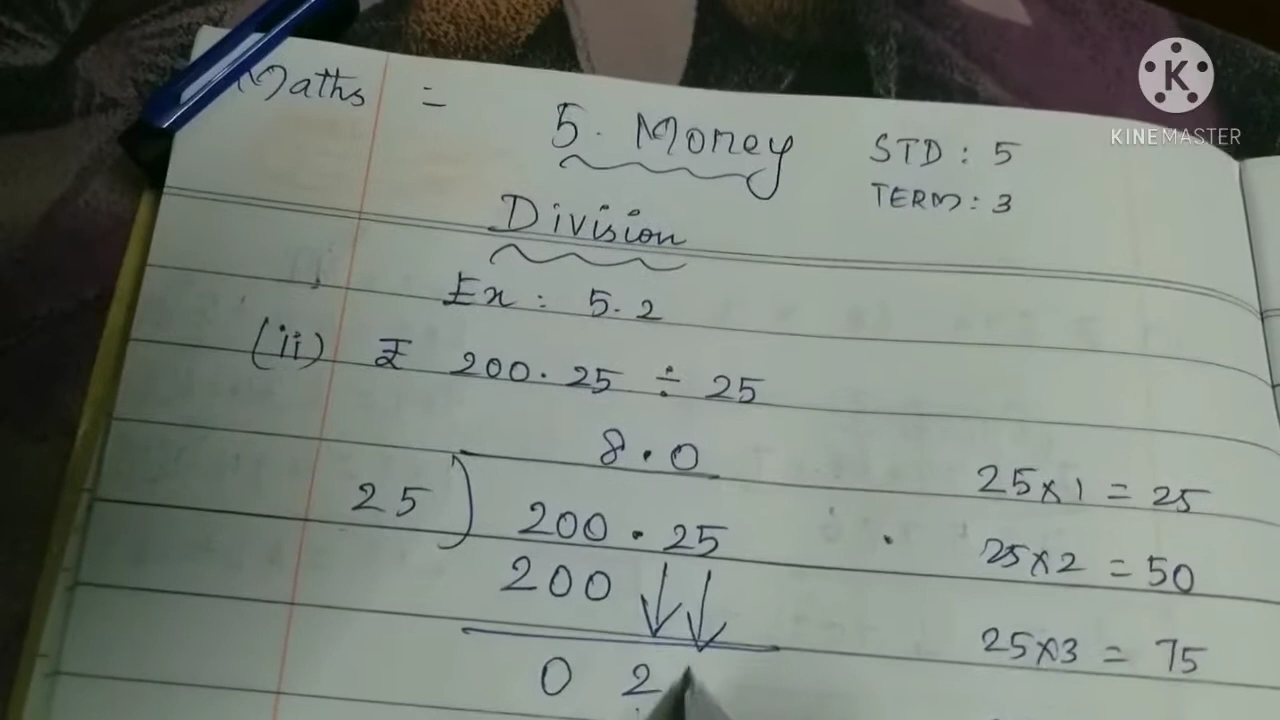 Maths =
5. Money
STD : 5
TERM : 3
Division
Ex : 5.2
(ii) ₹ 200.25 ÷ 25
8.0
25 ) 200.25
200
0 2
25×1 = 25
25×2 = 50
25×3 = 75
K
KINEMASTER